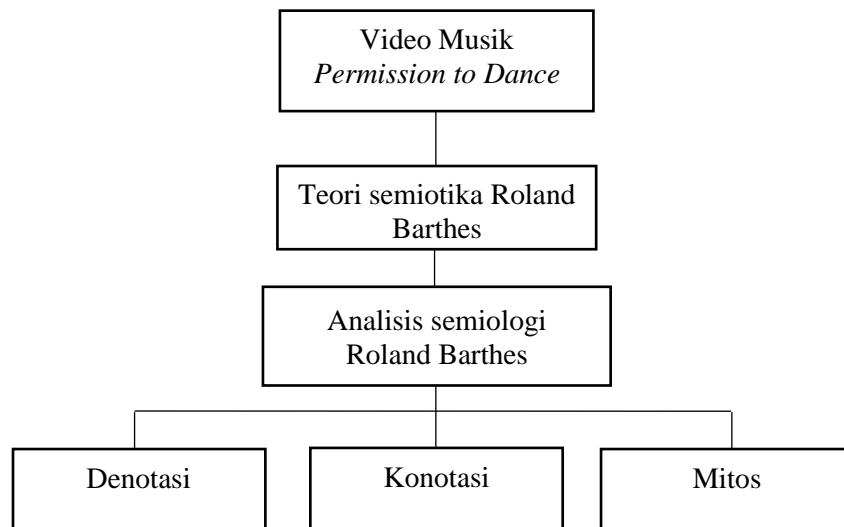 Video Musik
Permission to Dance
Teori semiotika Roland
Barthes
Analisis semiologi
Roland Barthes
Denotasi
Konotasi
Mitos